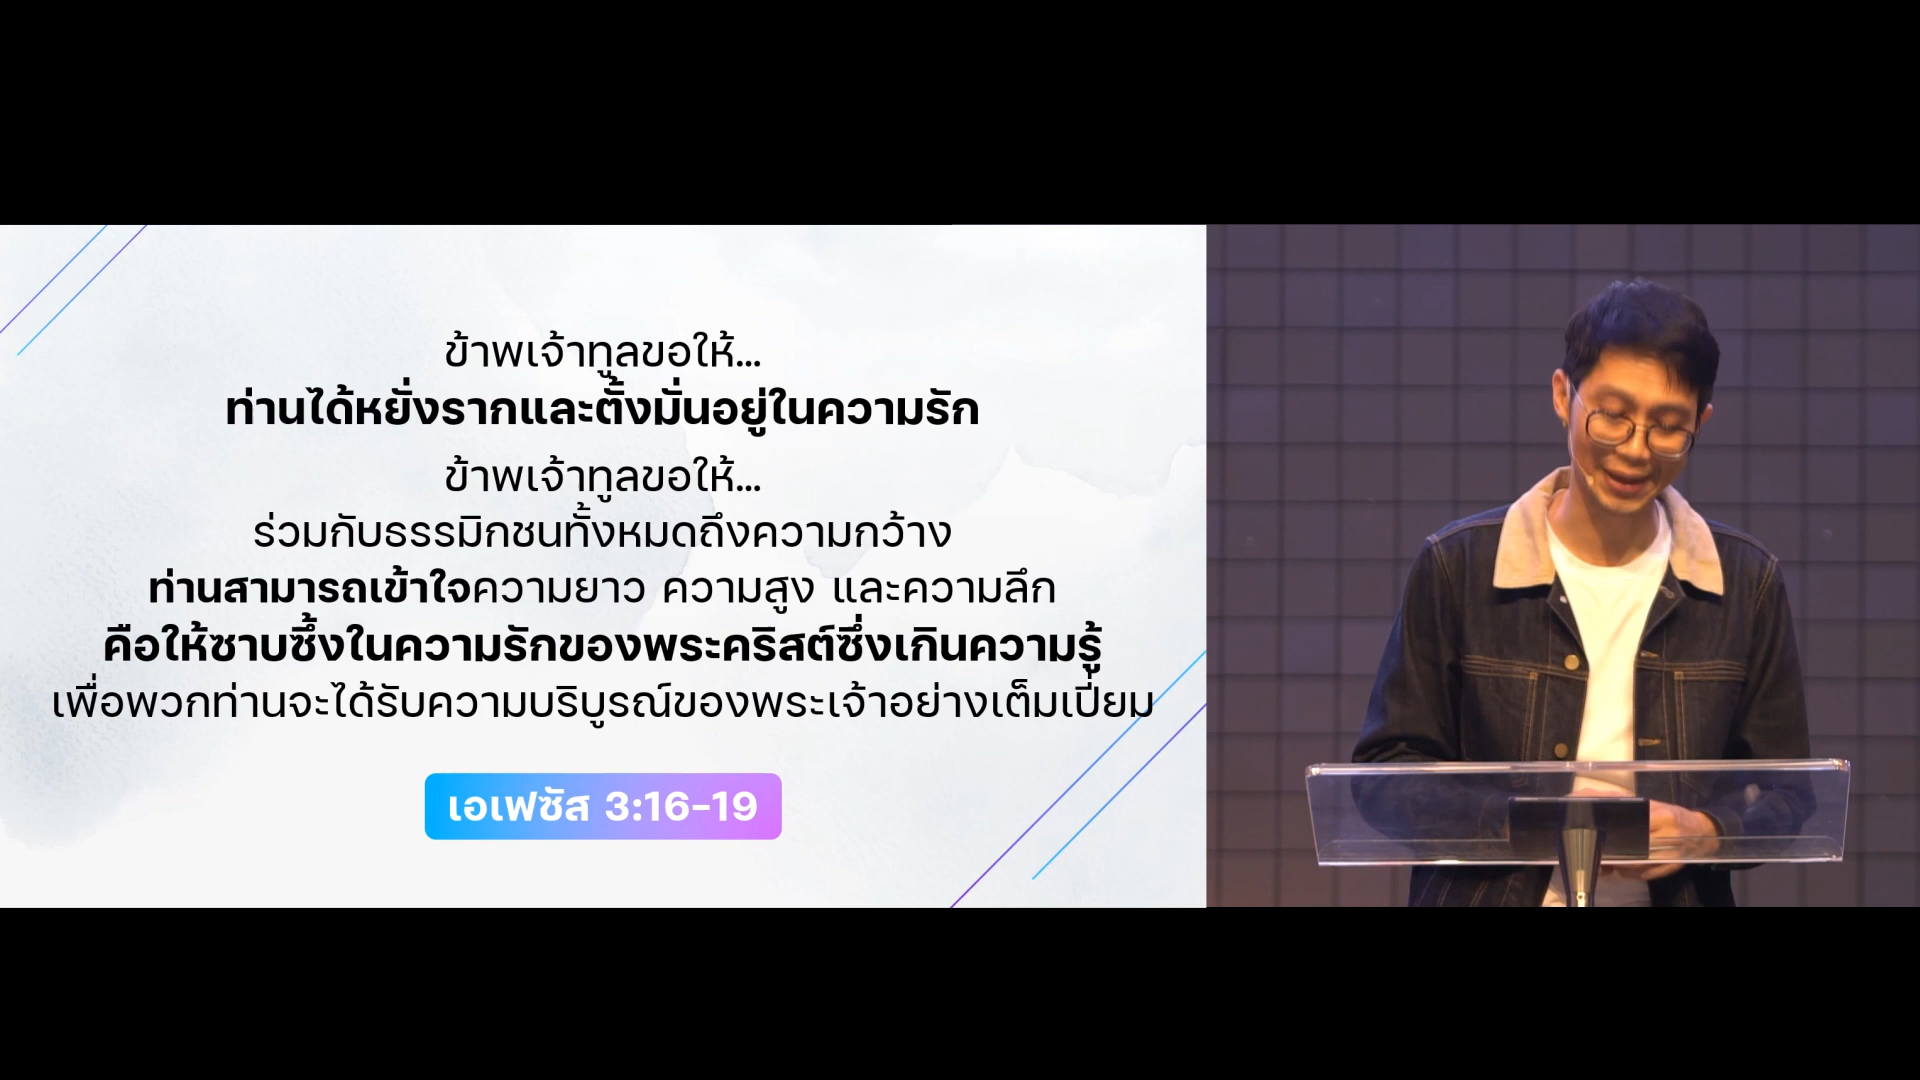 ข้าพเจ้าทูลขอให้...
ท่านได้หยั่งรากและตั้งมั่นอยู่ในความรัก
ข้าพเจ้าทูลขอให้...
ร่วมกับธรรมิกชนทั้งหมดถึงความกว้าง
ท่านสามารถเข้าใจความยาว ความสูง และความลึก
คือให้ซาบซึ้งในความรักของพระคริสต์ซึ่งเกินความรู้
เพื่อพวกท่านจะได้รับความบริบูรณ์ของพระเจ้าอย่างเต็มเปี่ยม
เอเฟซัส 3:16-19